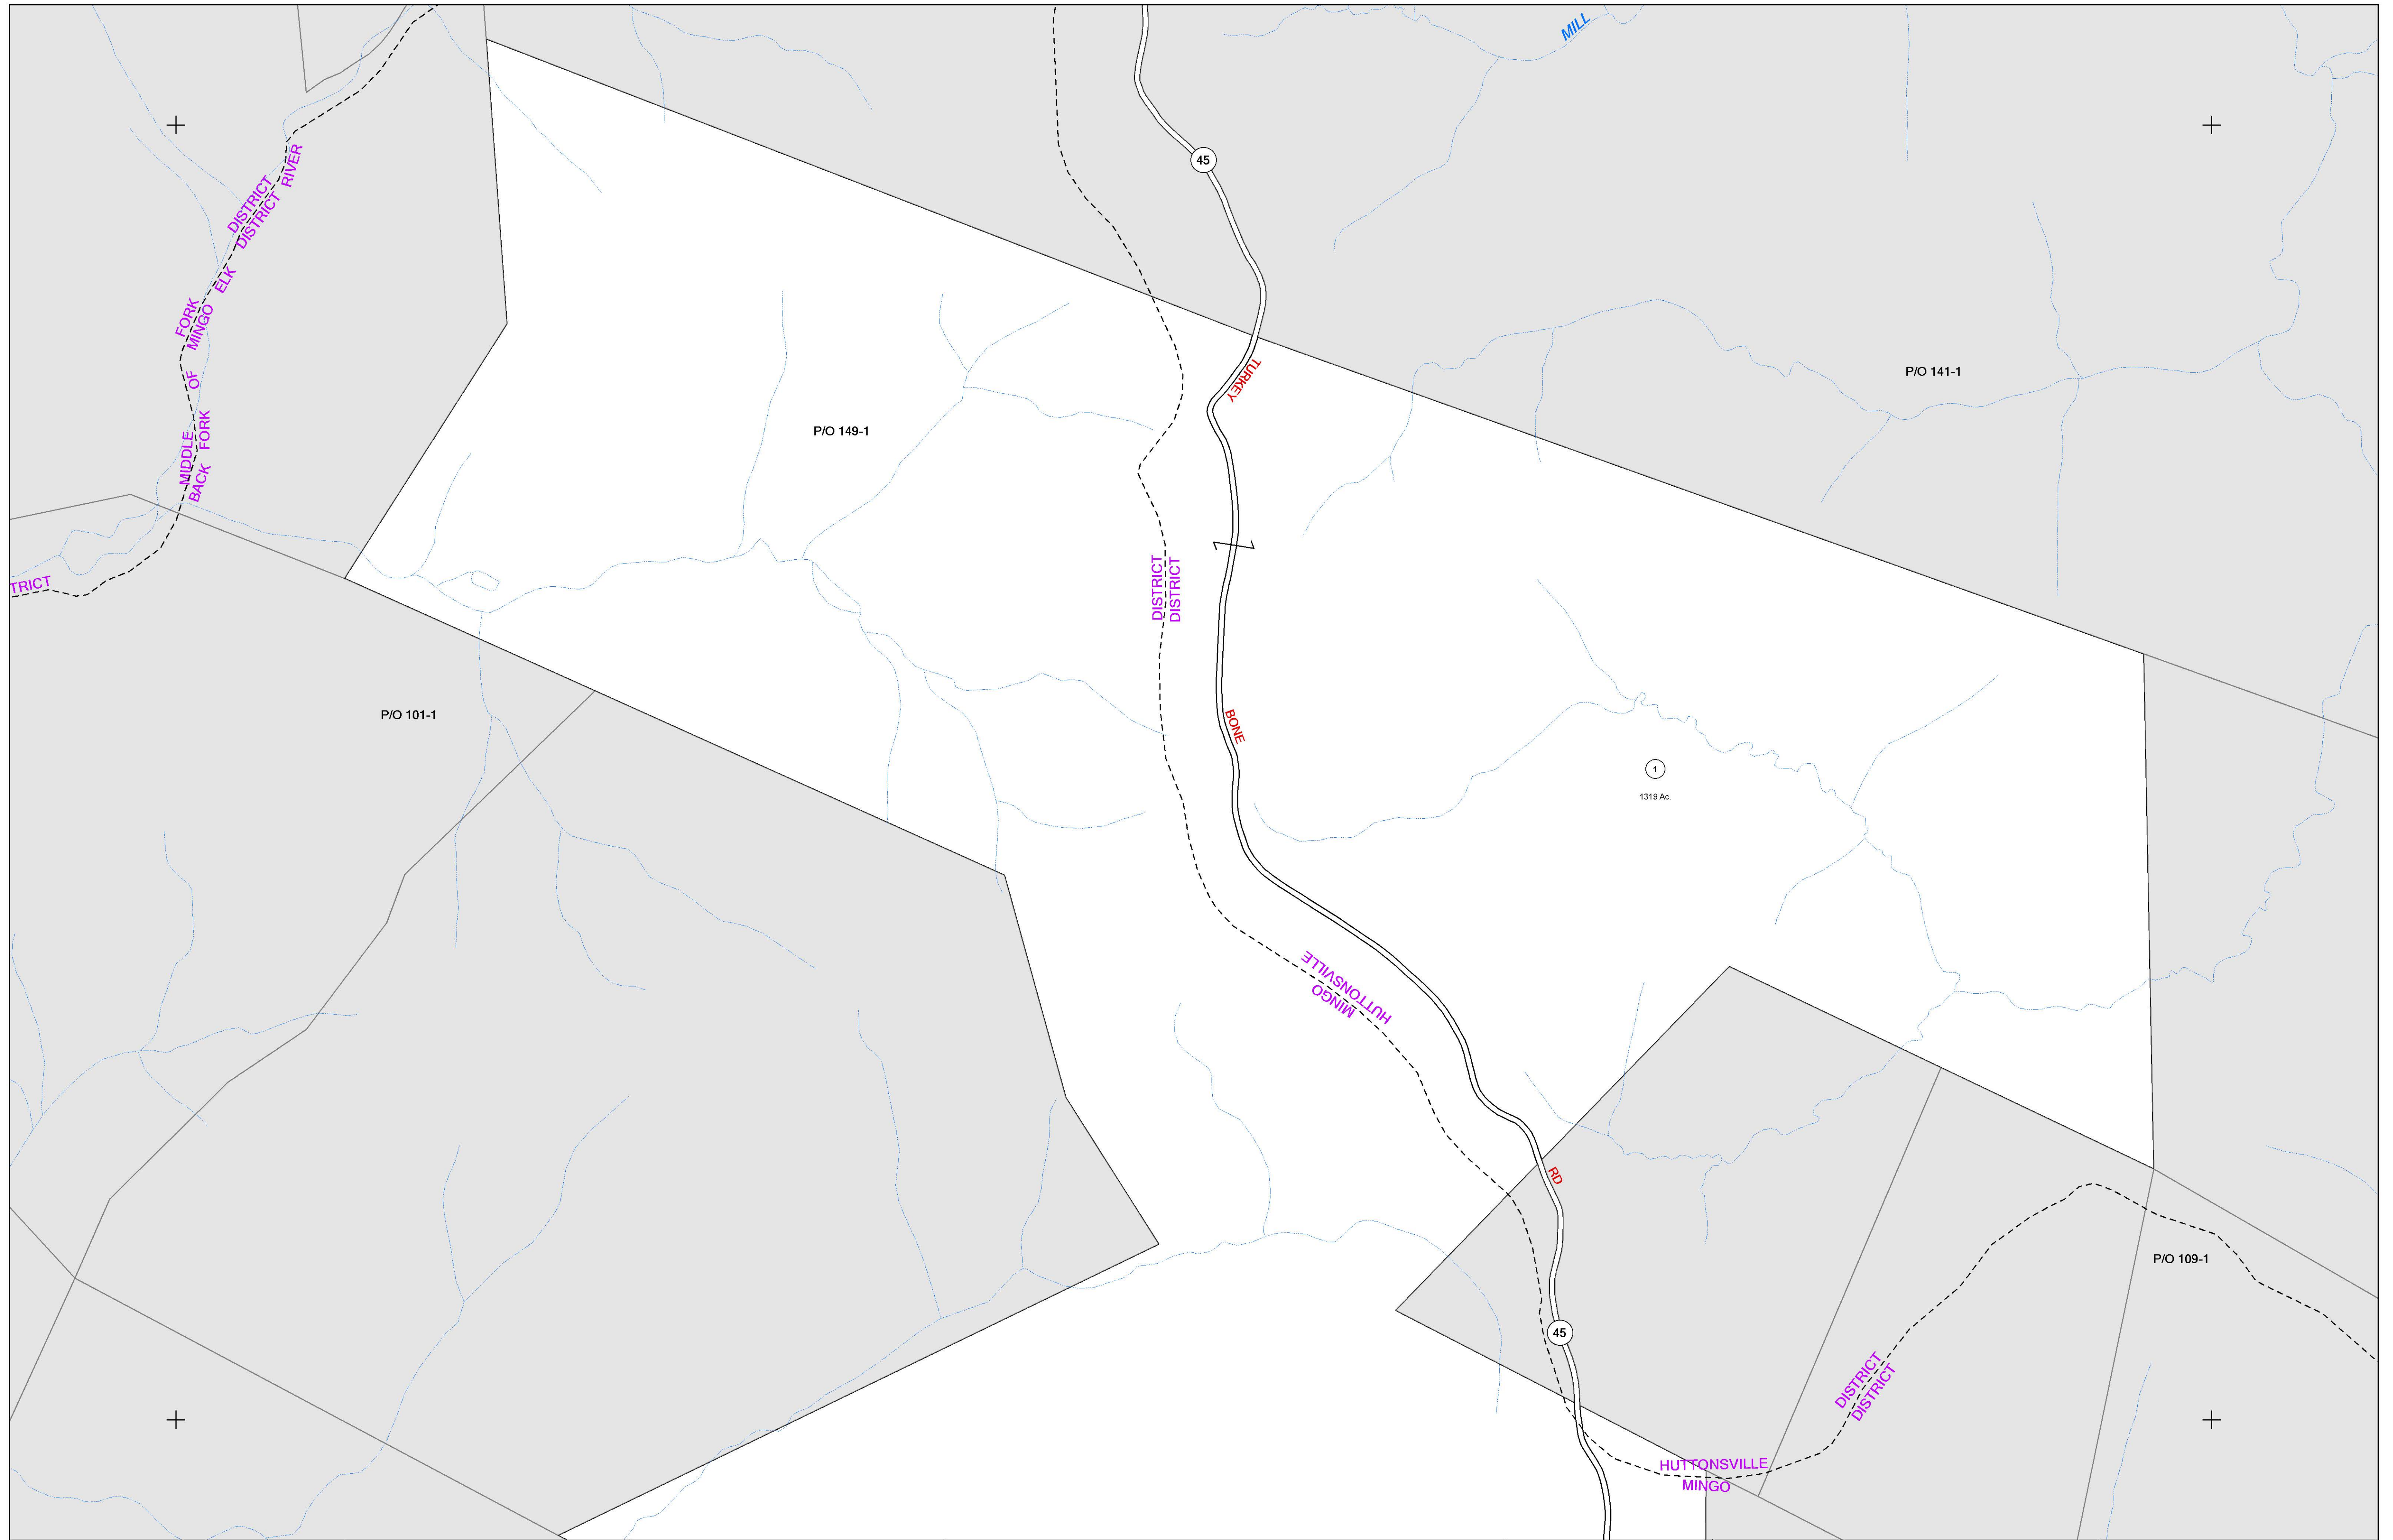 MILL
45
DISTRICT
DISTRICT
RIVER
ELK
FORK
MINGO
OF
MIDDLE
FORK
BACK
TRICT
P/O 141-1
TURKEY
P/O 149-1
DISTRICT
DISTRICT
P/O 101-1
BONE
1
1319 Ac.
HUTTONSVILLE
MINGO
RD
P/O 109-1
45
DISTRICT
DISTRICT
HUTTONSVILLE
MINGO